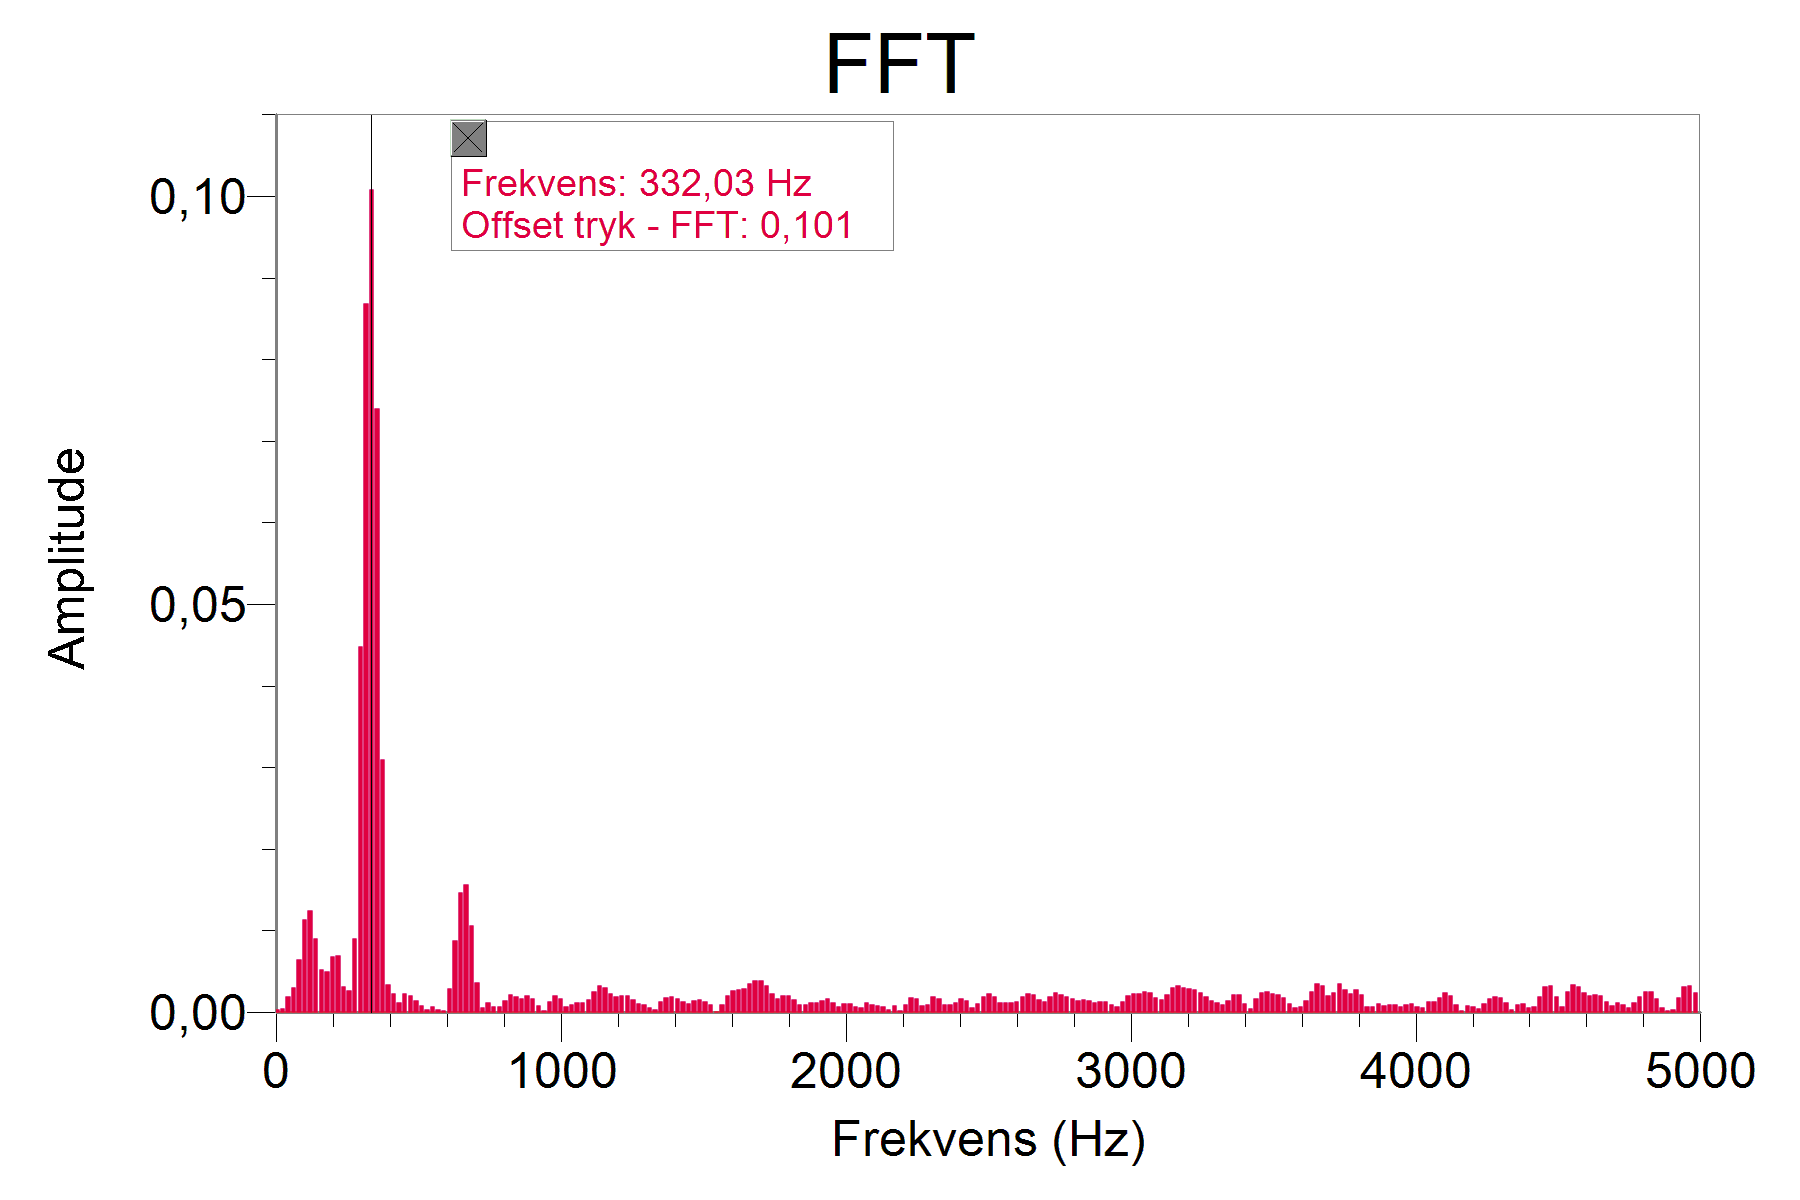 FFT
Frekvens: 332,03 Hz
Offset tryk - FFT: 0,101
0,10
0,05
0,00
Amplitude
0 1000 2000 3000 4000 5000
Frekvens (Hz)